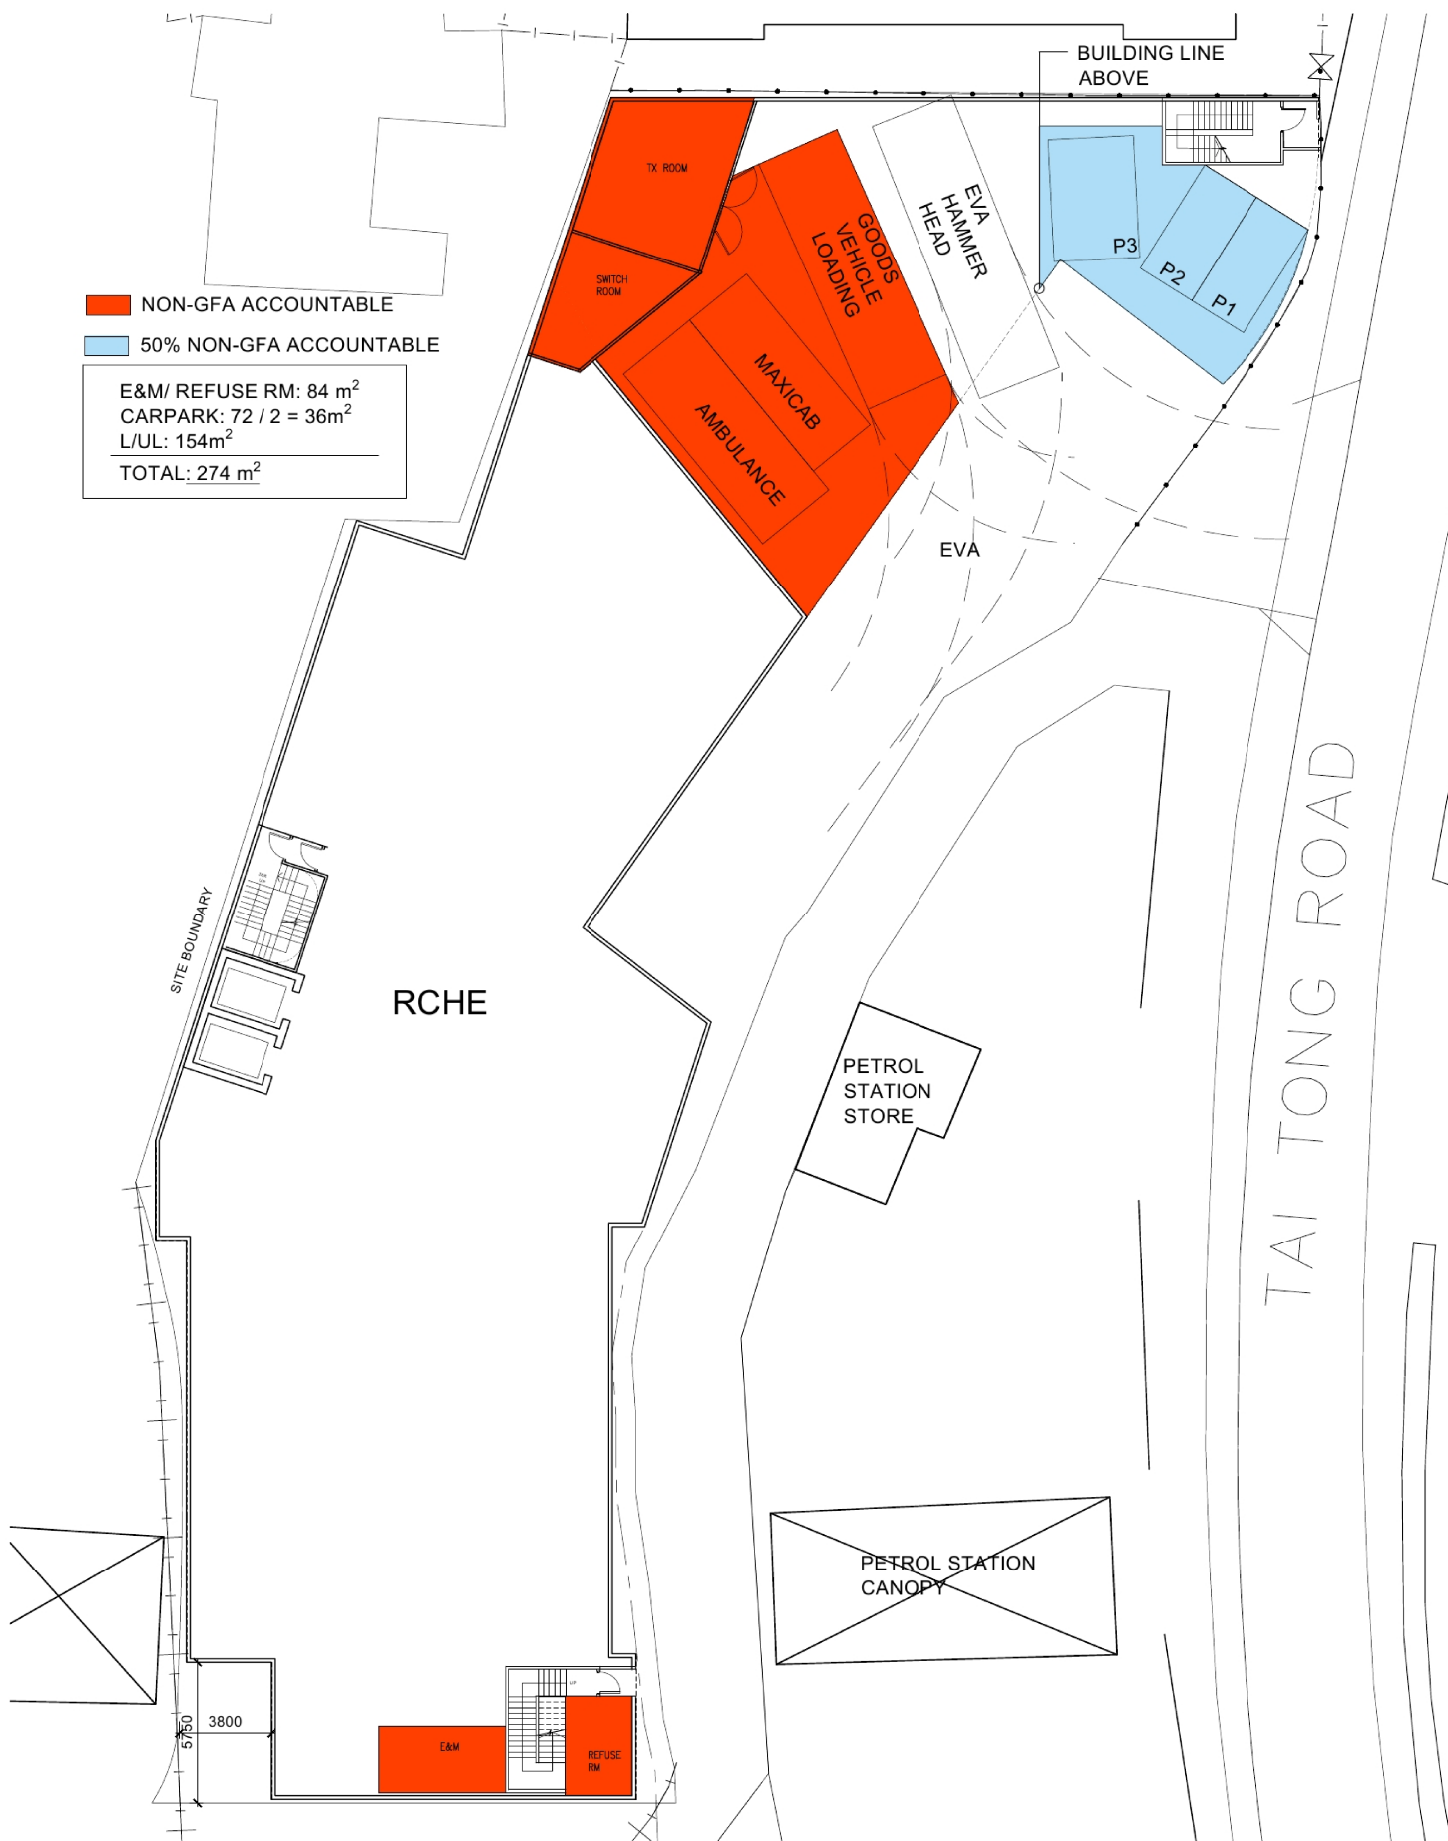 BUILDING LINE
ABOVE
TX ROOM
SWITCH
ROOM
GOODS
VEHICLE
LOADING
EVA
HAMMER
HEAD
P3
P2
P1
MAXICAB
AMBULANCE
NON-GFA ACCOUNTABLE
50% NON-GFA ACCOUNTABLE
E&M/ REFUSE RM: 84 m²
CARPARK: 72 / 2 = 36m²
L/UL: 154m²
TOTAL: 274 m²
EVA
SITE BOUNDARY
RCHE
TAI TONG ROAD
PETROL
STATION
STORE
PETROL STATION
CANOPY
UP
5750
3800
E&M
REFUSE
RM